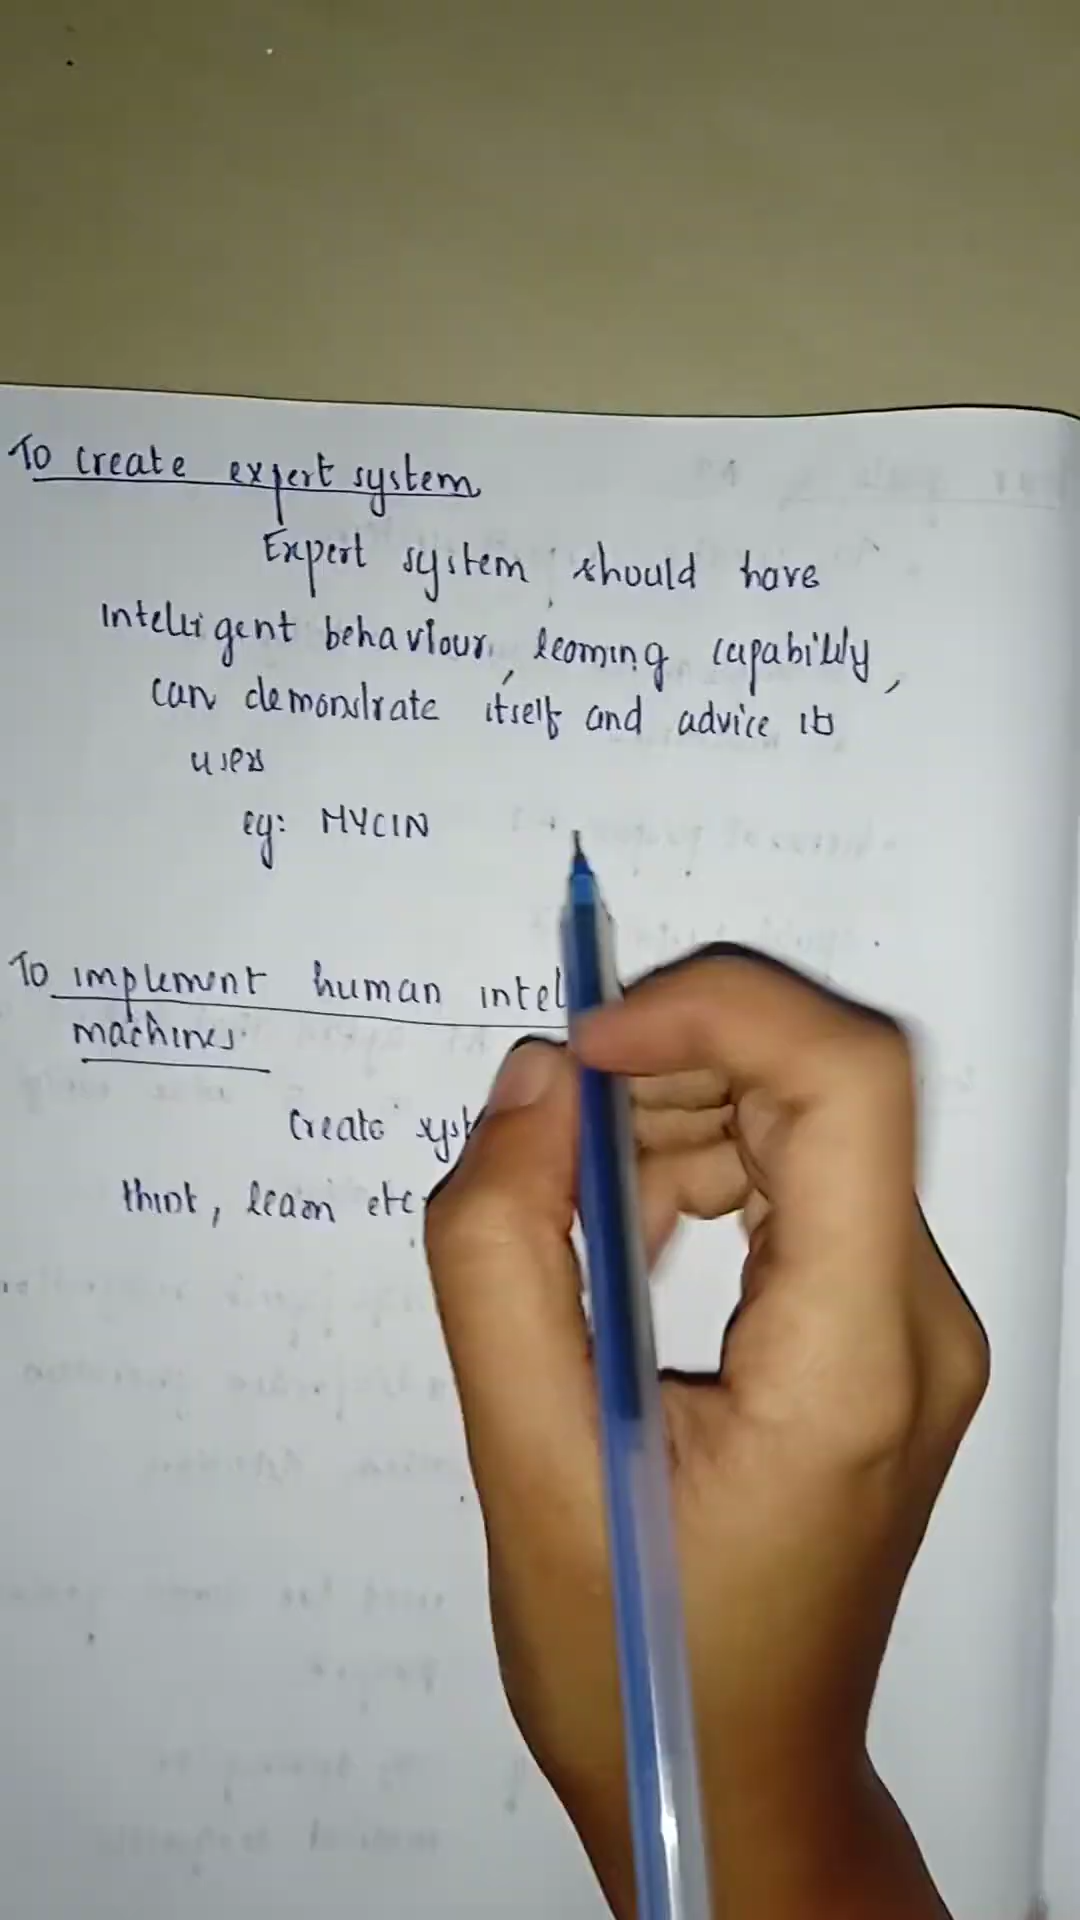 To create expert system
Expert system should have
intelligent behaviour, learning capability,
can demonstrate itself and advice its
users
eg: MYCIN
To implement human intel
machines.
Create syst
think, learn etc